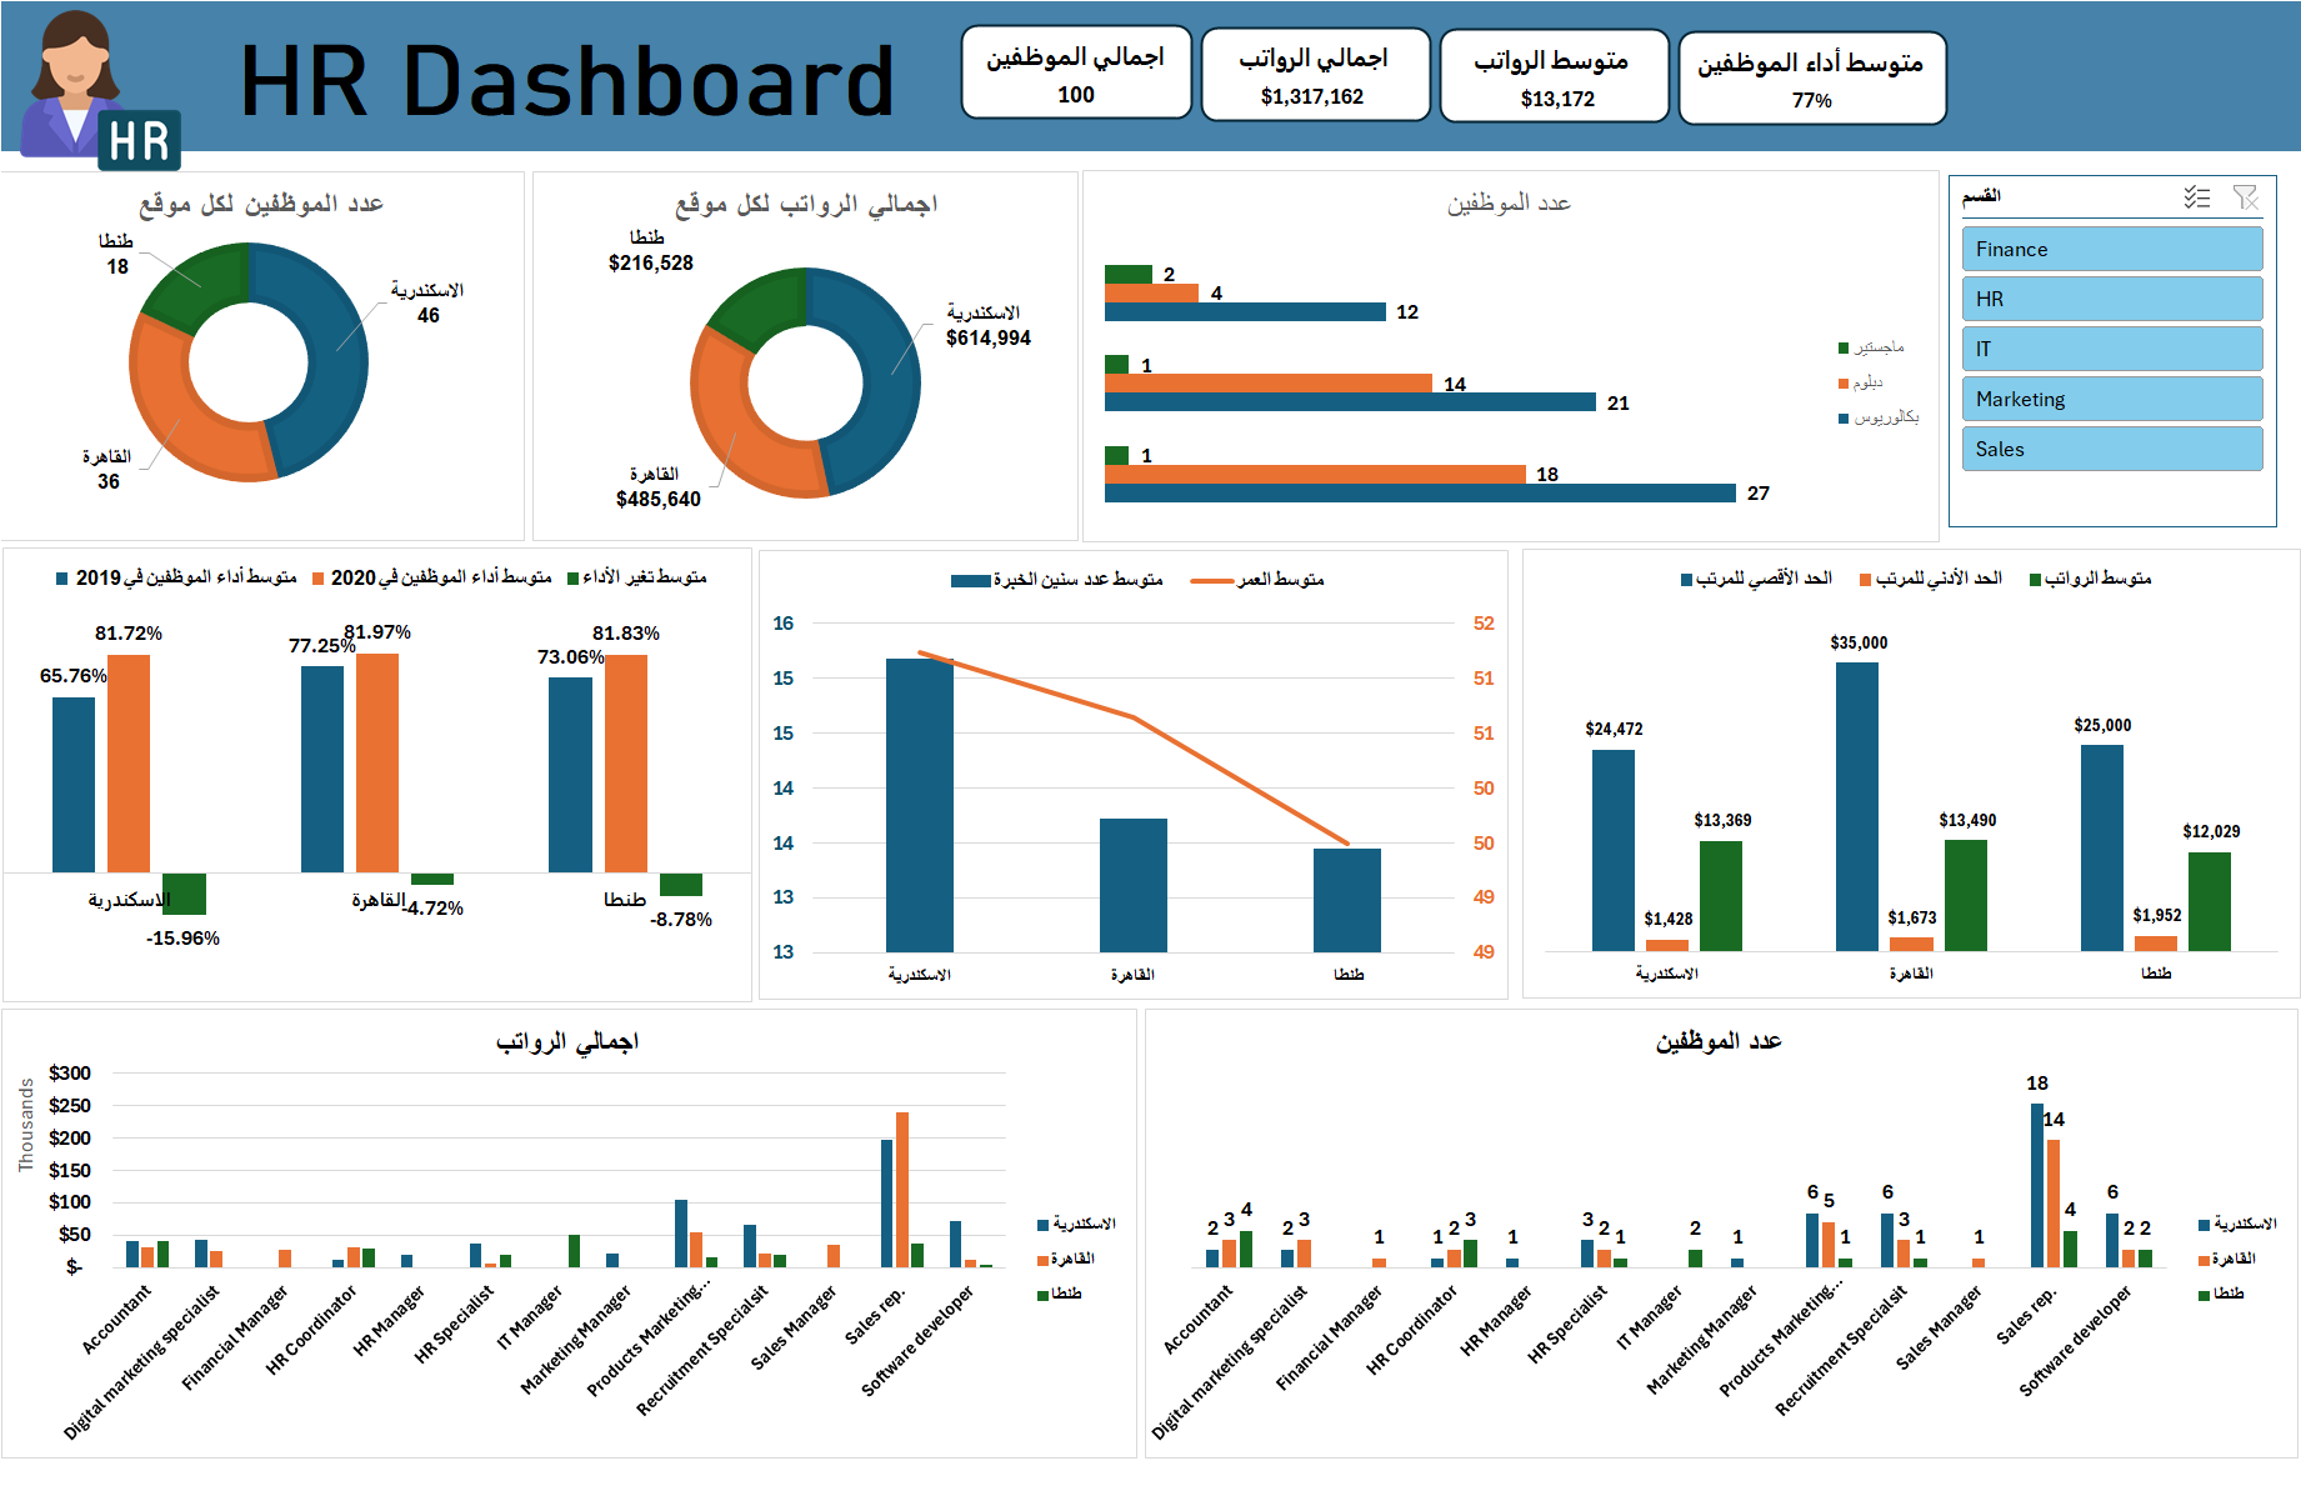 HR
HR Dashboard
اجمالي الموظفين
100
اجمالي الرواتب
$1,317,162
متوسط الرواتب
$13,172
متوسط أداء الموظفين
77%
عدد الموظفين لكل موقع
طنطا
18
الاسكندرية
46
القاهرة
36
اجمالي الرواتب لكل موقع
طنطا
$216,528
الاسكندرية
$614,994
القاهرة
$485,640
عدد الموظفين
2
4
12
1
14
21
1
18
27
ماجستير
دبلوم
بكالوريوس
القسم
Finance
HR
IT
Marketing
Sales
متوسط أداء الموظفين في 2019
متوسط أداء الموظفين في 2020
متوسط تغير الأداء
65.76%
81.72%
-15.96%
77.25%
81.97%
-4.72%
73.06%
81.83%
-8.78%
الاسكندرية
القاهرة
طنطا
متوسط عدد سنين الخبرة
متوسط العمر
16
15
15
14
14
13
13
52
51
51
50
50
49
49
الاسكندرية
القاهرة
طنطا
الحد الأقصي للمرتب
الحد الأدني للمرتب
متوسط الرواتب
$24,472
$1,428
$13,369
$35,000
$1,673
$13,490
$25,000
$1,952
$12,029
الاسكندرية
القاهرة
طنطا
اجمالي الرواتب
Thousands
$300
$250
$200
$150
$100
$50
$-
Accountant
Digital marketing specialist
Financial Manager
HR Coordinator
HR Manager
HR Specialist
IT Manager
Marketing Manager
Products Marketing...
Recruitment Specialsit
Sales Manager
Sales rep.
Software developer
الاسكندرية
القاهرة
طنطا
عدد الموظفين
2 3 4
2 3
1
1 2 3
1
3 2 1
2
1
6 5 1
6 3 1
1
18 14 4
6 2 2
Accountant
Digital marketing specialist
Financial Manager
HR Coordinator
HR Manager
HR Specialist
IT Manager
Marketing Manager
Products Marketing...
Recruitment Specialsit
Sales Manager
Sales rep.
Software developer
الاسكندرية
القاهرة
طنطا